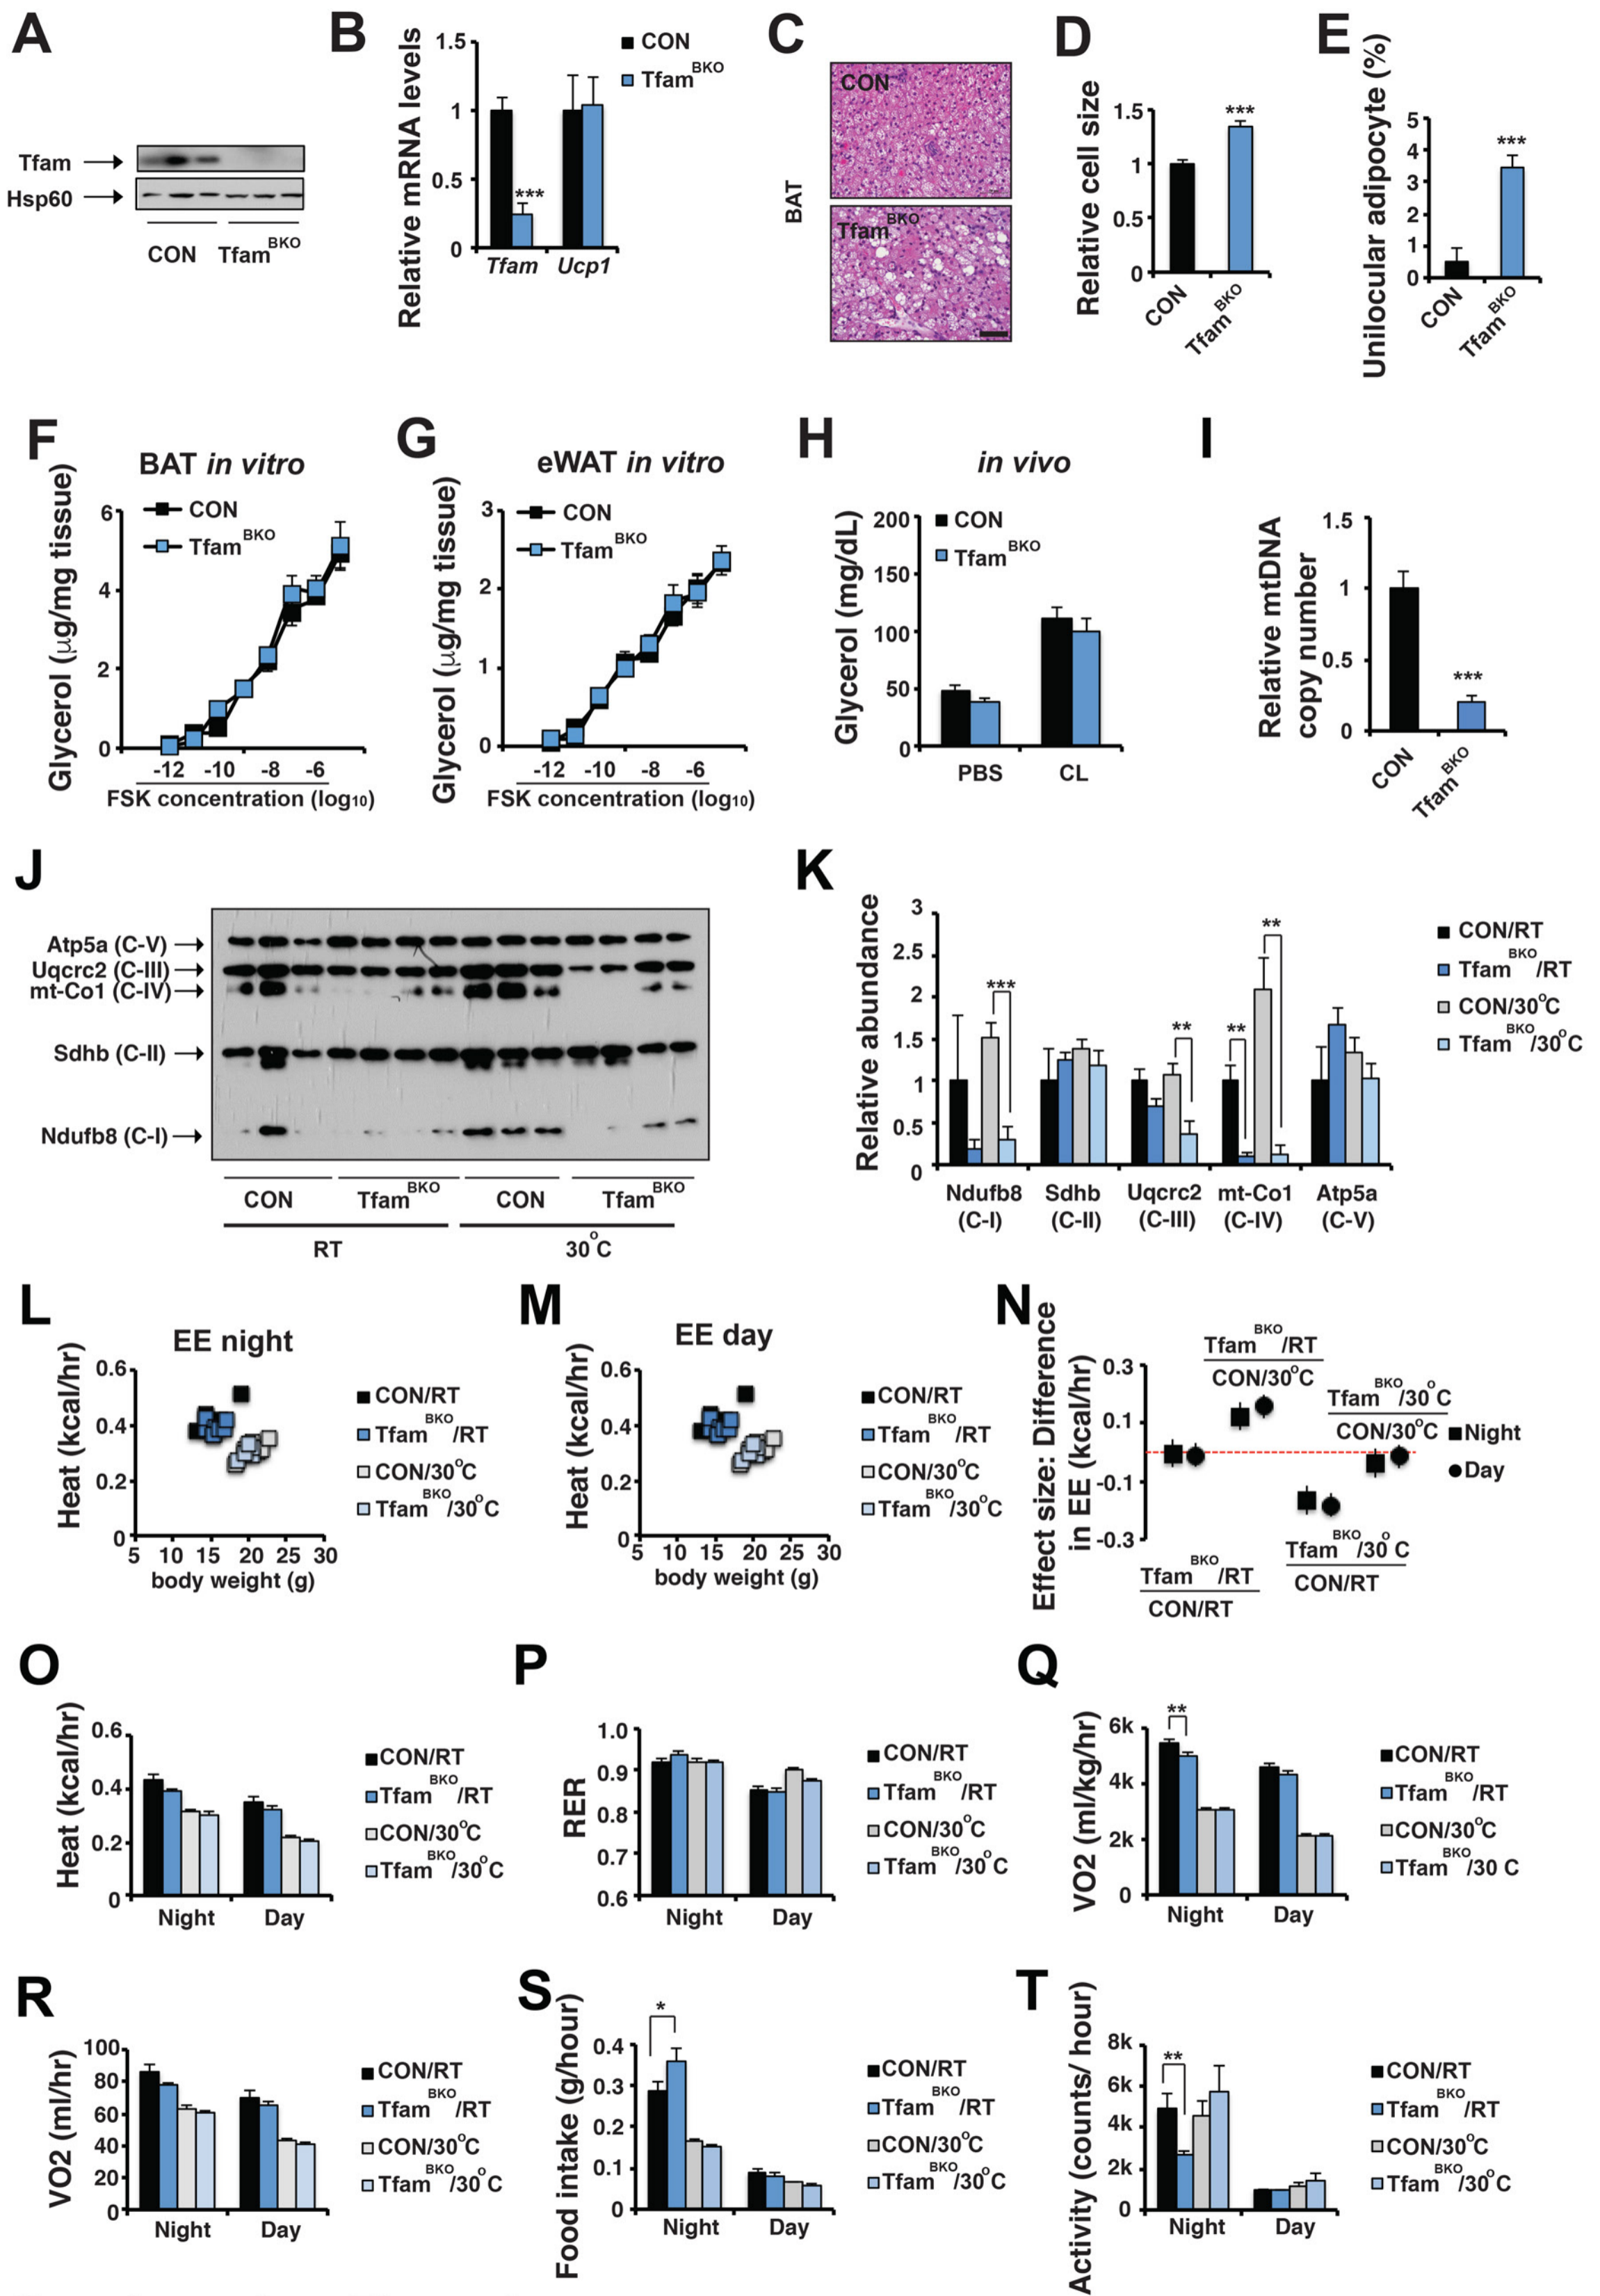 A
Tfam
Hsp60
CON Tfam BKO
B
Relative mRNA levels
1.5
1
0.5
0
***
Tfam Ucp1
CON
Tfam BKO
C
BAT
CON
Tfam BKO
D
Relative cell size
1.5
1
0.5
0
***
CON
Tfam BKO
E
Unilocular adipocyte (%)
5
4
3
2
1
0
***
CON
Tfam BKO
F
BAT in vitro
Glycerol (μg/mg tissue)
6
4
2
0
CON
Tfam BKO
-12 -10 -8 -6
FSK concentration (log10)
G
eWAT in vitro
Glycerol (μg/mg tissue)
3
2
1
0
CON
Tfam BKO
-12 -10 -8 -6
FSK concentration (log10)
H
in vivo
Glycerol (mg/dL)
200
150
100
50
0
CON
Tfam BKO
PBS CL
I
Relative mtDNA
copy number
1.5
1
0.5
0
***
CON
Tfam BKO
J
Atp5a (C-V)
Uqcrc2 (C-III)
mt-Co1 (C-IV)
Sdhb (C-II)
Ndufb8 (C-I)
CON Tfam BKO CON Tfam BKO
RT 30°C
K
Relative abundance
3
2.5
2
1.5
1
0.5
0
*** ** ** **
Ndufb8 Sdhb Uqcrc2 mt-Co1 Atp5a
(C-I) (C-II) (C-III) (C-IV) (C-V)
CON/RT
Tfam BKO/RT
CON/30°C
Tfam BKO/30°C
L
EE night
Heat (kcal/hr)
0.6
0.4
0.2
0
5 10 15 20 25 30
body weight (g)
CON/RT
Tfam BKO/RT
CON/30°C
Tfam BKO/30°C
M
EE day
Heat (kcal/hr)
0.6
0.4
0.2
0
5 10 15 20 25 30
body weight (g)
CON/RT
Tfam BKO/RT
CON/30°C
Tfam BKO/30°C
N
Effect size: Difference
in EE (kcal/hr)
0.3
0.1
-0.1
-0.3
Tfam BKO/RT
CON/30°C
Tfam BKO/30°C
CON/30°C
Night
Day
Tfam BKO/RT
CON/RT
Tfam BKO/30°C
CON/RT
O
Heat (kcal/hr)
0.6
0.4
0.2
0
Night Day
CON/RT
Tfam BKO/RT
CON/30°C
Tfam BKO/30°C
P
RER
1.0
0.9
0.8
0.7
0.6
Night Day
CON/RT
Tfam BKO/RT
CON/30°C
Tfam BKO/30°C
Q
VO2 (ml/kg/hr)
6k
4k
2k
0
**
Night Day
CON/RT
Tfam BKO/RT
CON/30°C
Tfam BKO/30 C
R
VO2 (ml/hr)
100
80
60
40
20
0
Night Day
CON/RT
Tfam BKO/RT
CON/30°C
Tfam BKO/30°C
S
Food intake (g/hour)
0.4
0.3
0.2
0.1
0
*
Night Day
CON/RT
Tfam BKO/RT
CON/30°C
Tfam BKO/30°C
T
Activity (counts/ hour)
8k
6k
4k
2k
0
**
Night Day
CON/RT
Tfam BKO/RT
CON/30°C
Tfam BKO/30°C